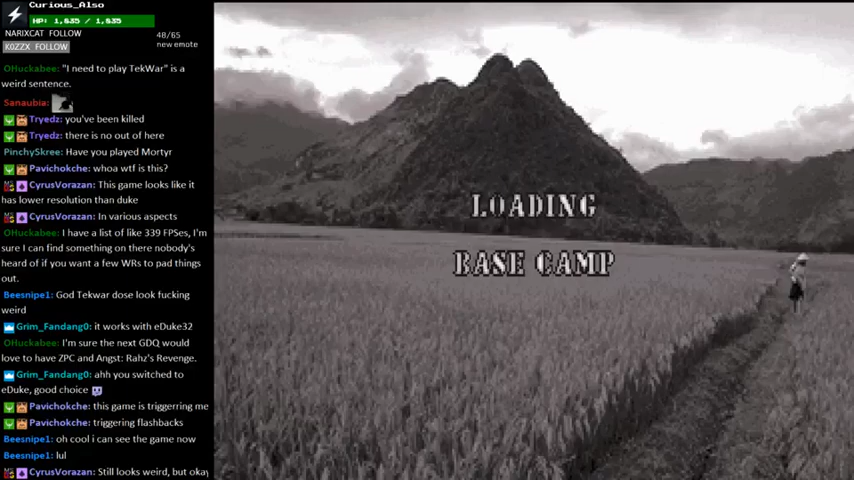 Curious_Also
HP: 1,835 / 1,835
NARIXCAT FOLLOW
K0ZZX FOLLOW
48/65
new emote
OHuckabee: "I need to play TekWar" is a
weird sentence.
Sanaubia:
Tryedz: you've been killed
Tryedz: there is no out of here
PinchySkree: Have you played Mortyr
Pavichokche: whoa wtf is this?
CyrusVorazan: This game looks like it
has lower resolution than duke
CyrusVorazan: In various aspects
OHuckabee: I have a list of like 339 FPSes, I'm
sure I can find something on there nobody's
heard of if you want a few WRs to pad things
out.
Beesnipe1: God Tekwar dose look fucking
weird
Grim_Fandang0: it works with eDuke32
OHuckabee: I'm sure the next GDQ would
love to have ZPC and Angst: Rahz's Revenge.
Grim_Fandang0: ahh you switched to
eDuke, good choice
Pavichokche: this game is triggerring me
Pavichokche: triggering flashbacks
Beesnipe1: oh cool i can see the game now
Beesnipe1: lul
CyrusVorazan: Still looks weird, but okay
LOADING
BASE CAMP